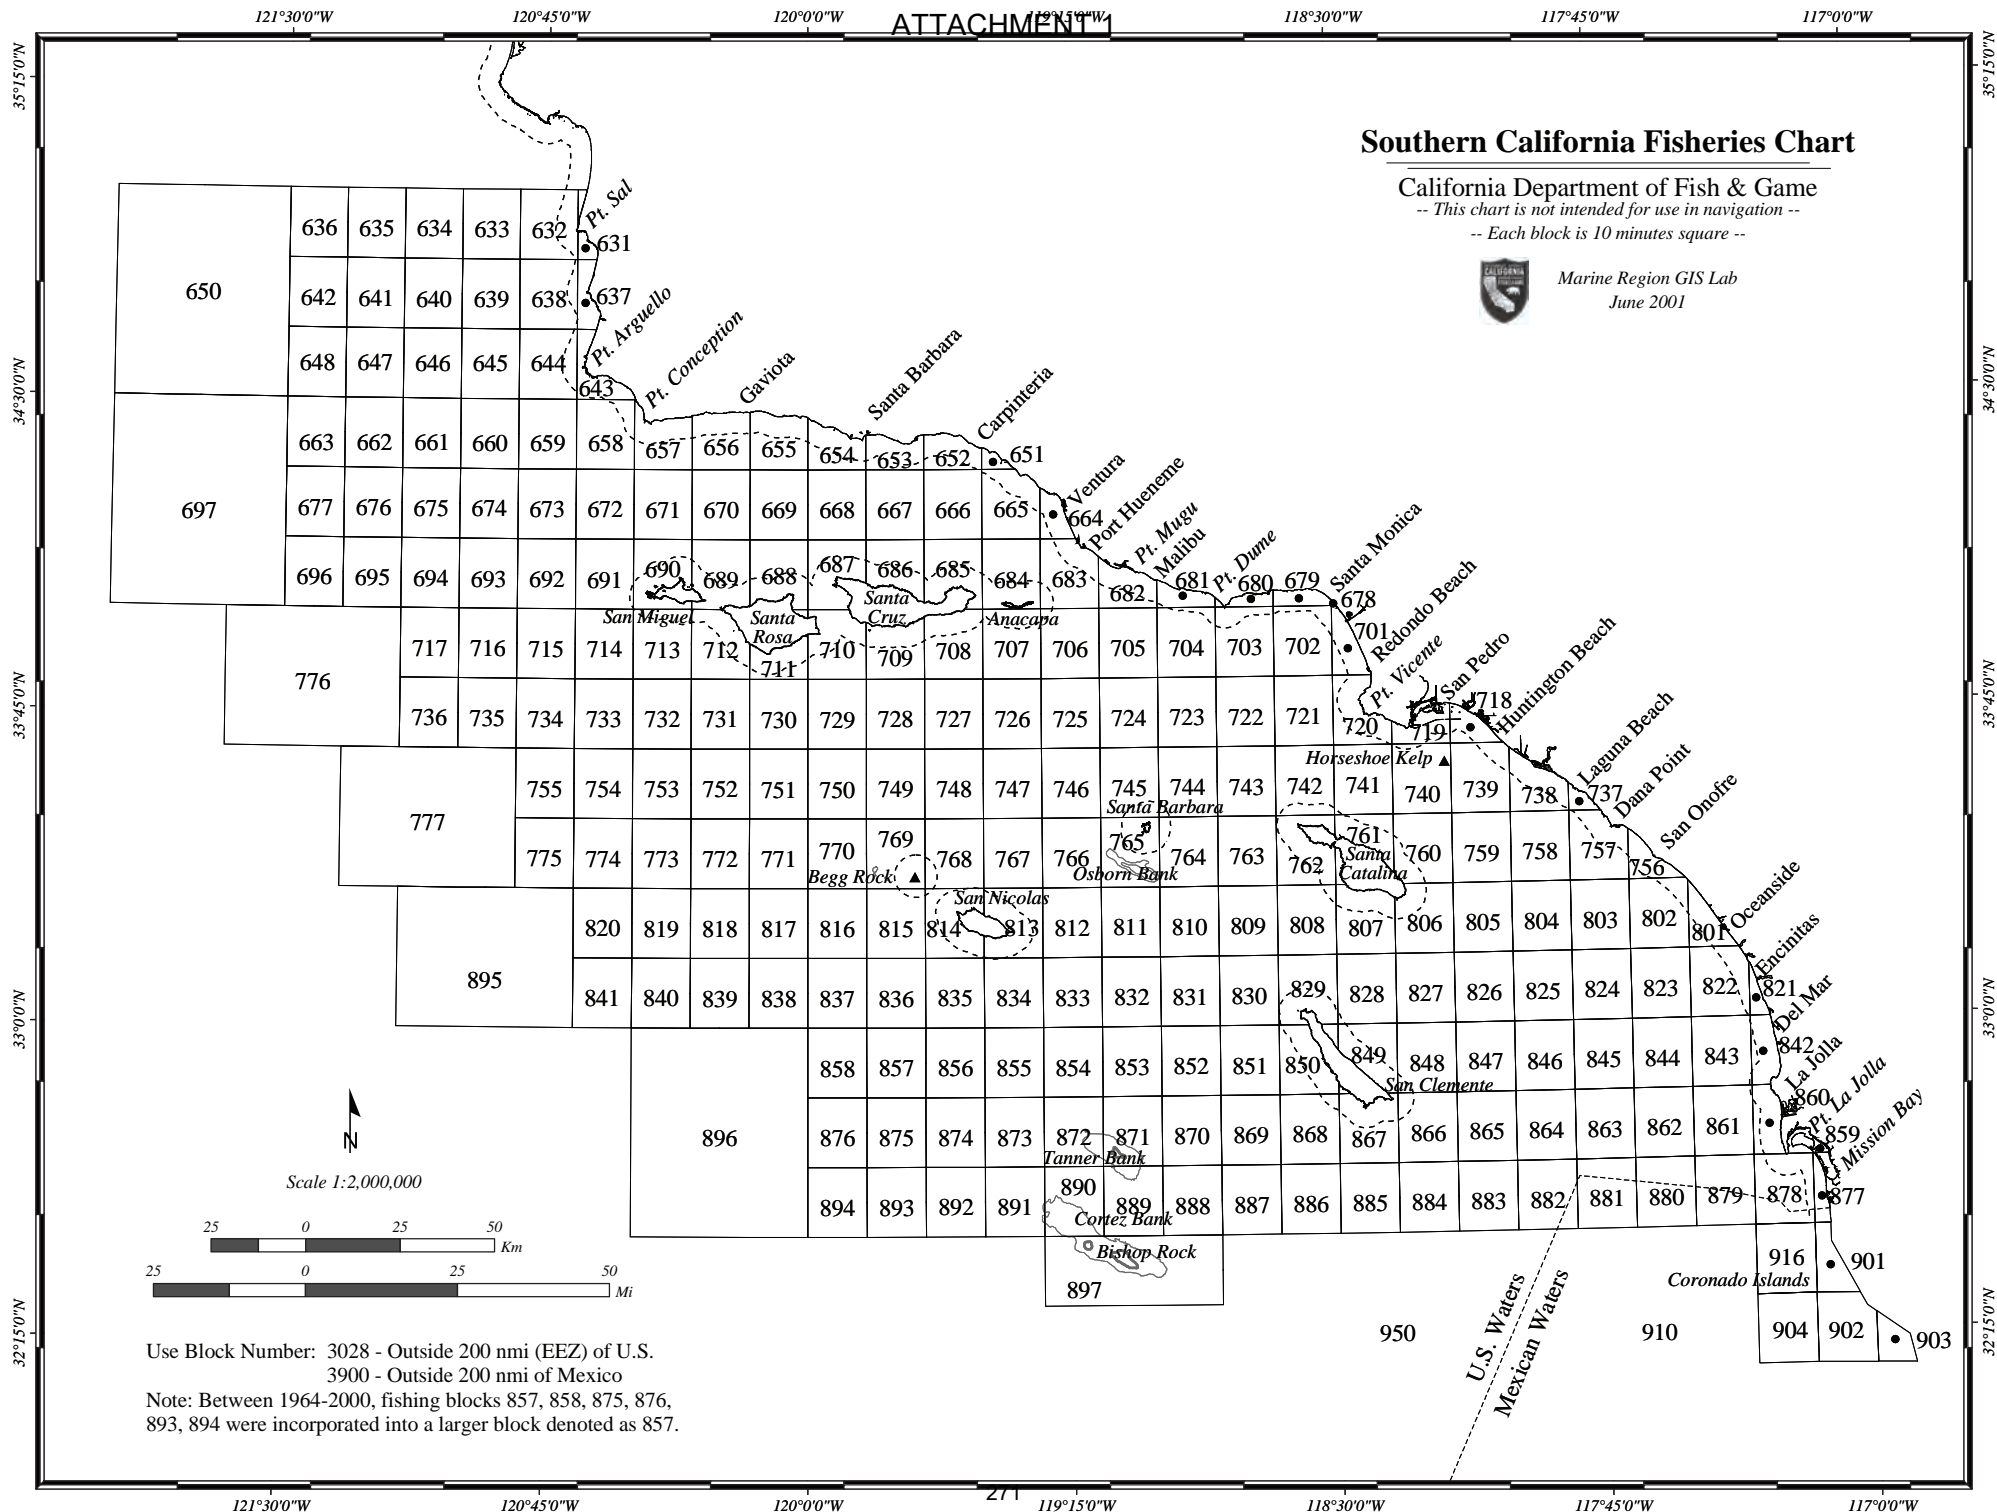 ATTACHMENT 1
121°30'0"W 120°45'0"W 120°0'0"W 119°15'0"W 118°30'0"W 117°45'0"W 117°0'0"W
35°15'0"N 35°15'0"N
Southern California Fisheries Chart
California Department of Fish & Game
-- This chart is not intended for use in navigation --
-- Each block is 10 minutes square --
CALIFORNIA
Marine Region GIS Lab
June 2001
Pt. Sal
636 635 634 633 632 631
650
642 641 640 639 638 637
Pt. Arguello
648 647 646 645 644 643
34°30'0"N 34°30'0"N
Pt. Conception
Gaviota
Santa Barbara
Carpinteria
663 662 661 660 659 658 657 656 655 654 653 652 651
Ventura
Port Hueneme
697
677 676 675 674 673 672 671 670 669 668 667 666 665 664
Pt. Mugu
Malibu
Pt. Dume
Santa Monica
696 695 694 693 692 691 690 689 688 687 686 685 684 683 682 681 680 679 678
San Miguel
Santa
Rosa
Santa
Cruz
Anacapa
Redondo Beach
717 716 715 714 713 712 711 710 709 708 707 706 705 704 703 702 701
776
Pt. Vicente
San Pedro
Huntington Beach
33°45'0"N 33°45'0"N
736 735 734 733 732 731 730 729 728 727 726 725 724 723 722 721 720 719 718
Horseshoe Kelp
Laguna Beach
Dana Point
San Onofre
777
755 754 753 752 751 750 749 748 747 746 745 744 743 742 741 740 739 738 737
Santa Barbara
775 774 773 772 771 770 769 768 767 766 765 764 763 762 761 760 759 758 757 756
Begg Rock
Osborn Bank
Santa
Catalina
San Nicolas
Oceanside
Encinitas
895
820 819 818 817 816 815 814 813 812 811 810 809 808 807 806 805 804 803 802 801
841 840 839 838 837 836 835 834 833 832 831 830 829 828 827 826 825 824 823 822 821
33°0'0"N 33°0'0"N
Del Mar
La Jolla
Pt. La Jolla
Mission Bay
858 857 856 855 854 853 852 851 850 849 848 847 846 845 844 843 842
San Clemente
896
876 875 874 873 872 871 870 869 868 867 866 865 864 863 862 861 860 859
Tanner Bank
894 893 892 891 890 889 888 887 886 885 884 883 882 881 880 879 878 877
Cortez Bank
Bishop Rock
897
916 901
Coronado Islands
950 910 904 902 903
U.S. Waters
Mexican Waters
32°15'0"N 32°15'0"N
N
Scale 1:2,000,000
25 0 25 50
Km
25 0 25 50
Mi
Use Block Number: 3028 - Outside 200 nmi (EEZ) of U.S.
3900 - Outside 200 nmi of Mexico
Note: Between 1964-2000, fishing blocks 857, 858, 875, 876,
893, 894 were incorporated into a larger block denoted as 857.
271
121°30'0"W 120°45'0"W 120°0'0"W 119°15'0"W 118°30'0"W 117°45'0"W 117°0'0"W